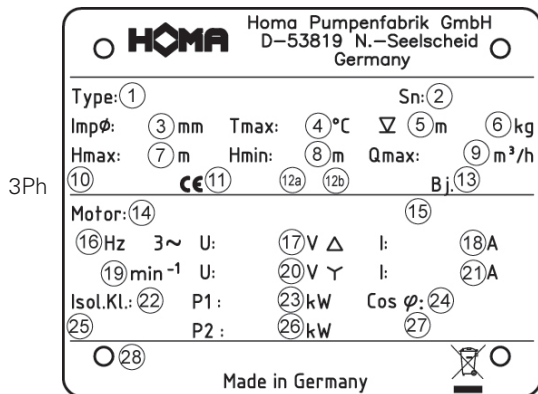 HOMA
Homa Pumpenfabrik GmbH
D-53819 N.-Seelscheid
Germany
Type: 1 Sn: 2
Impø: 3 mm Tmax: 4 °C 5 m 6 kg
Hmax: 7 m Hmin: 8 m Qmax: 9 m³/h
3Ph
10 CE 11 12a 12b Bj. 13
Motor: 14 15
16 Hz 3~ U: 17 V △ I: 18 A
19 min⁻¹ U: 20 V Y I: 21 A
Isol.Kl.: 22 P1: 23 kW Cos φ: 24
25 P2: 26 kW 27
28
Made in Germany